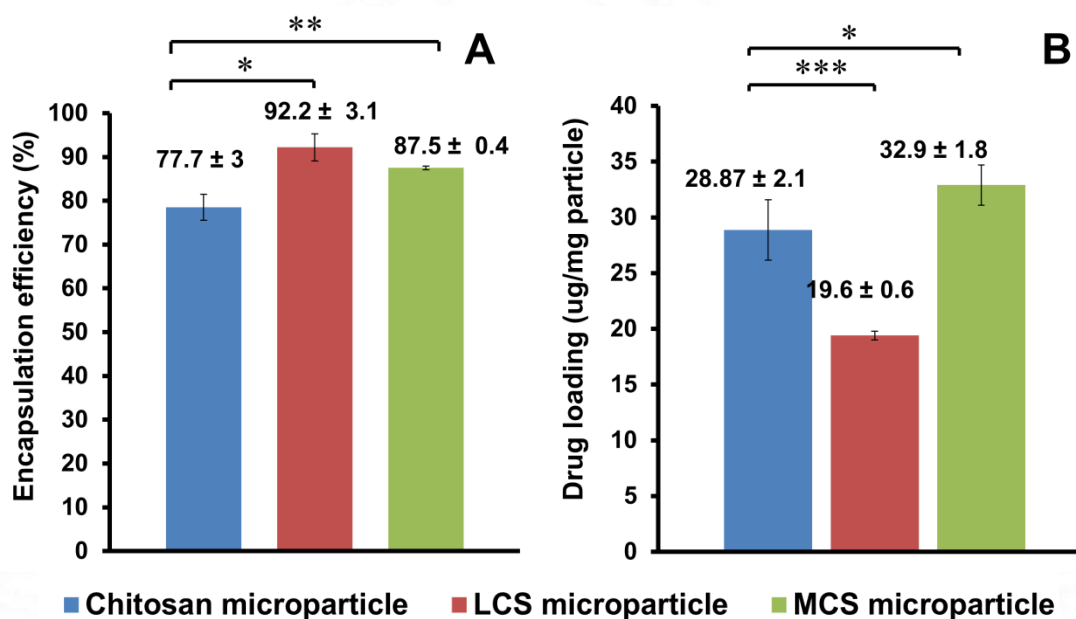 **
A
*
92.2 ± 3.1
77.7 ± 3
87.5 ± 0.4
Encapsulation efficiency (%)
100
90
80
70
60
50
40
30
20
10
0
*
B
***
32.9 ± 1.8
28.87 ± 2.1
19.6 ± 0.6
Drug loading (ug/mg particle)
40
35
30
25
20
15
10
5
0
Chitosan microparticle
LCS microparticle
MCS microparticle